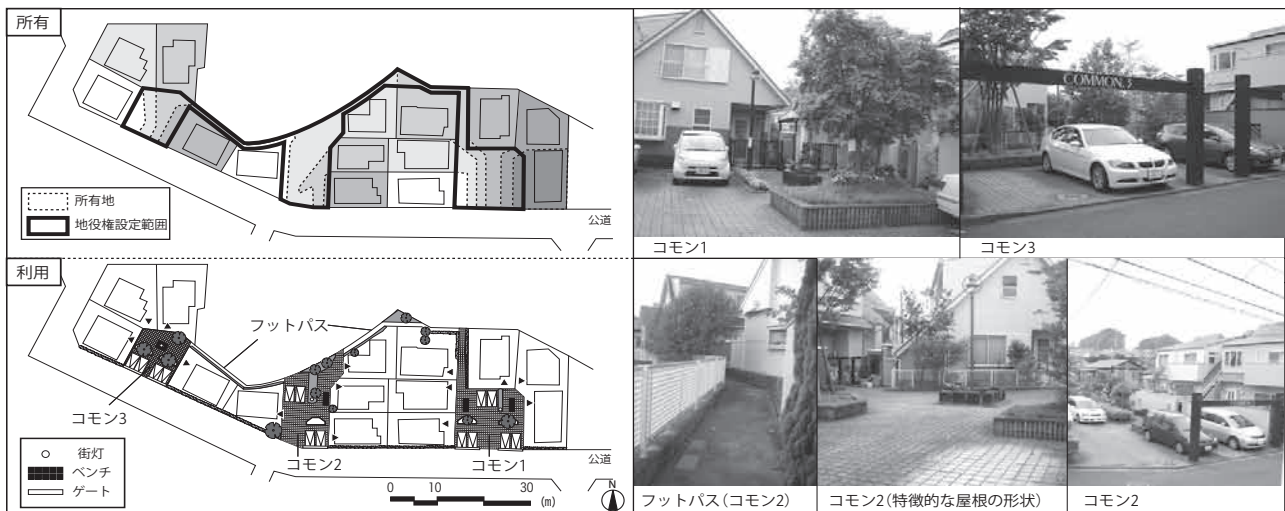 所有
所有地
地役権設定範囲
公道
コモン1
COMMON 3
コモン3
利用
フットパス
コモン3
コモン2
コモン1
公道
街灯
ベンチ
ゲート
0 10 30
(m)
N
フットパス(コモン2)
コモン2(特徴的な屋根の形状)
コモン2